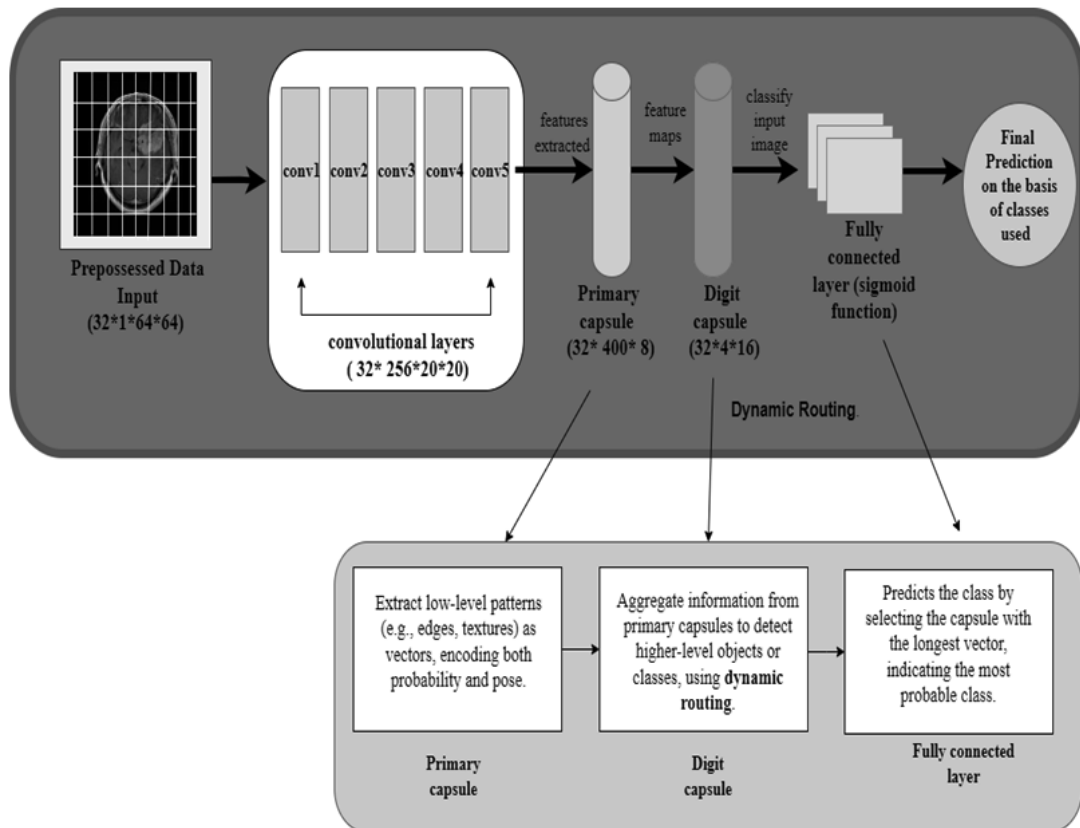 conv1
conv2
conv3
conv4
conv5
features
extracted
feature
maps
classify
input
image
Final
Prediction
on the basis
of classes
used
Prepossessed Data
Input
(32*1*64*64)
convolutional layers
( 32* 256*20*20)
Primary
capsule
(32* 400* 8)
Digit
capsule
(32*4*16)
Fully
connected
layer (sigmoid
function)
Dynamic Routing.
Extract low-level patterns
(e.g., edges, textures) as
vectors, encoding both
probability and pose.
Aggregate information from
primary capsules to detect
higher-level objects or
classes, using dynamic
routing.
Predicts the class by
selecting the capsule with
the longest vector,
indicating the most
probable class.
Primary
capsule
Digit
capsule
Fully connected
layer